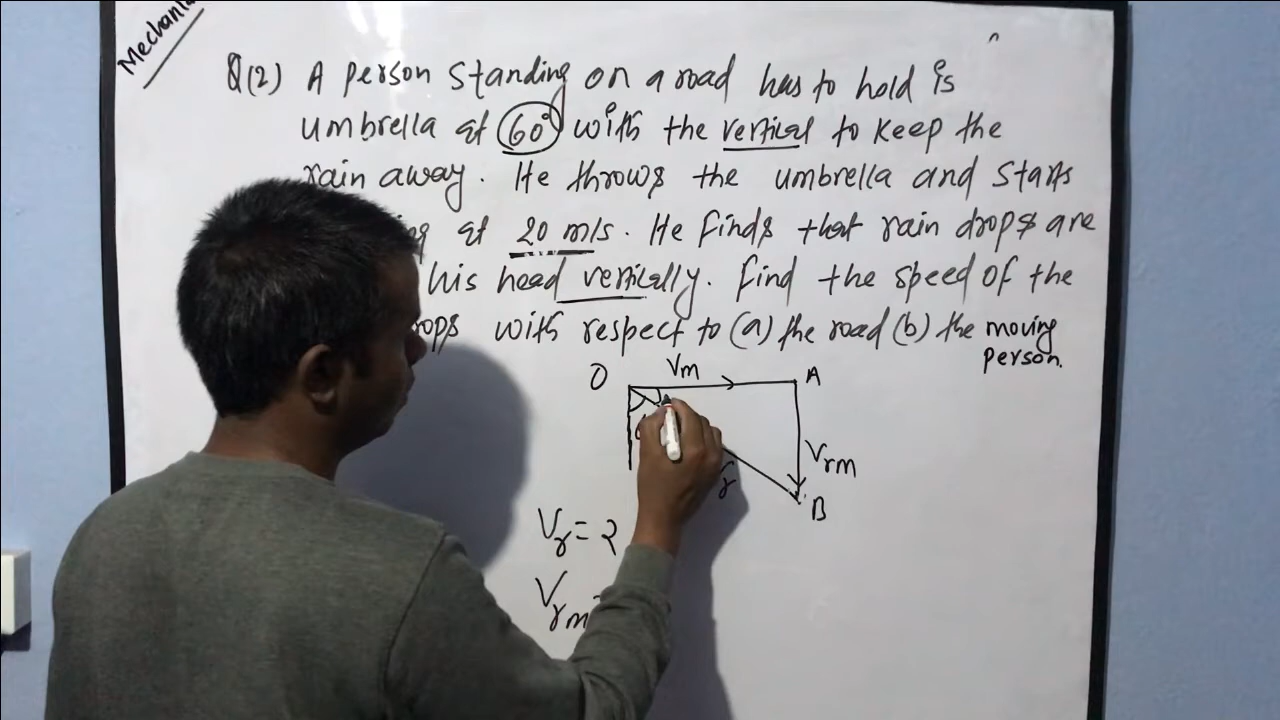 Q(2) A person standing on a road has to hold is
umbrella at 60° with the vertical to keep the
rain away. He throws the umbrella and starts
at 20 m/s. He finds that rain drops are
his head vertically. Find the speed of the
with respect to (a) the road (b) the moving
person.
O Vm A
Vrm
B
Vr = ?
Vrm